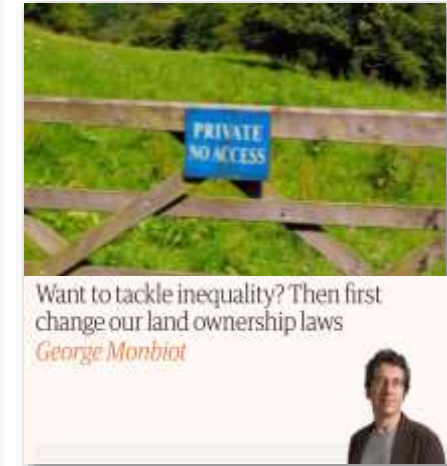 PRIVATE
NO ACCESS
Want to tackle inequality? Then first
change our land ownership laws
George Monbiot